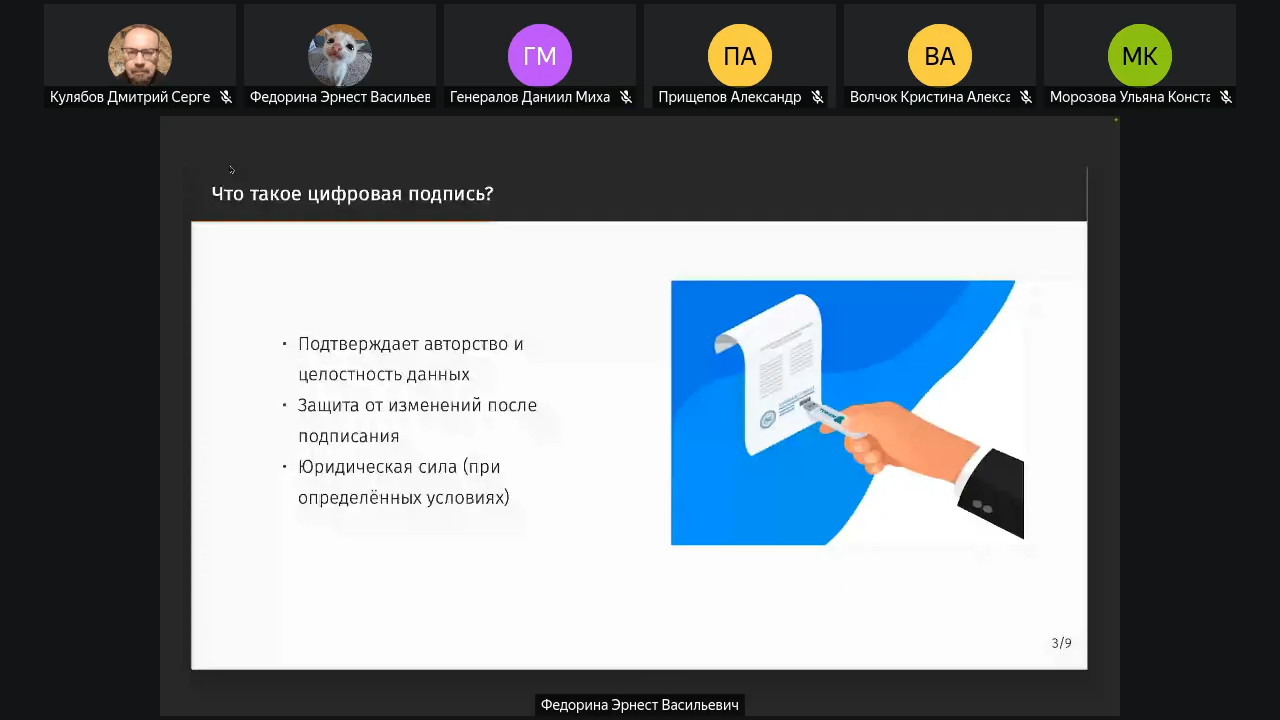 ГМ
ПА
ВА
МК
Кулябов Дмитрий Серге
Федорина Эрнест Васильев
Генералов Даниил Миха
Прищепов Александр
Волчок Кристина Алекса
Морозова Ульяна Конста
Что такое цифровая подпись?
• Подтверждает авторство и
целостность данных
• Защита от изменений после
подписания
• Юридическая сила (при
определённых условиях)
3/9
Федорина Эрнест Васильевич